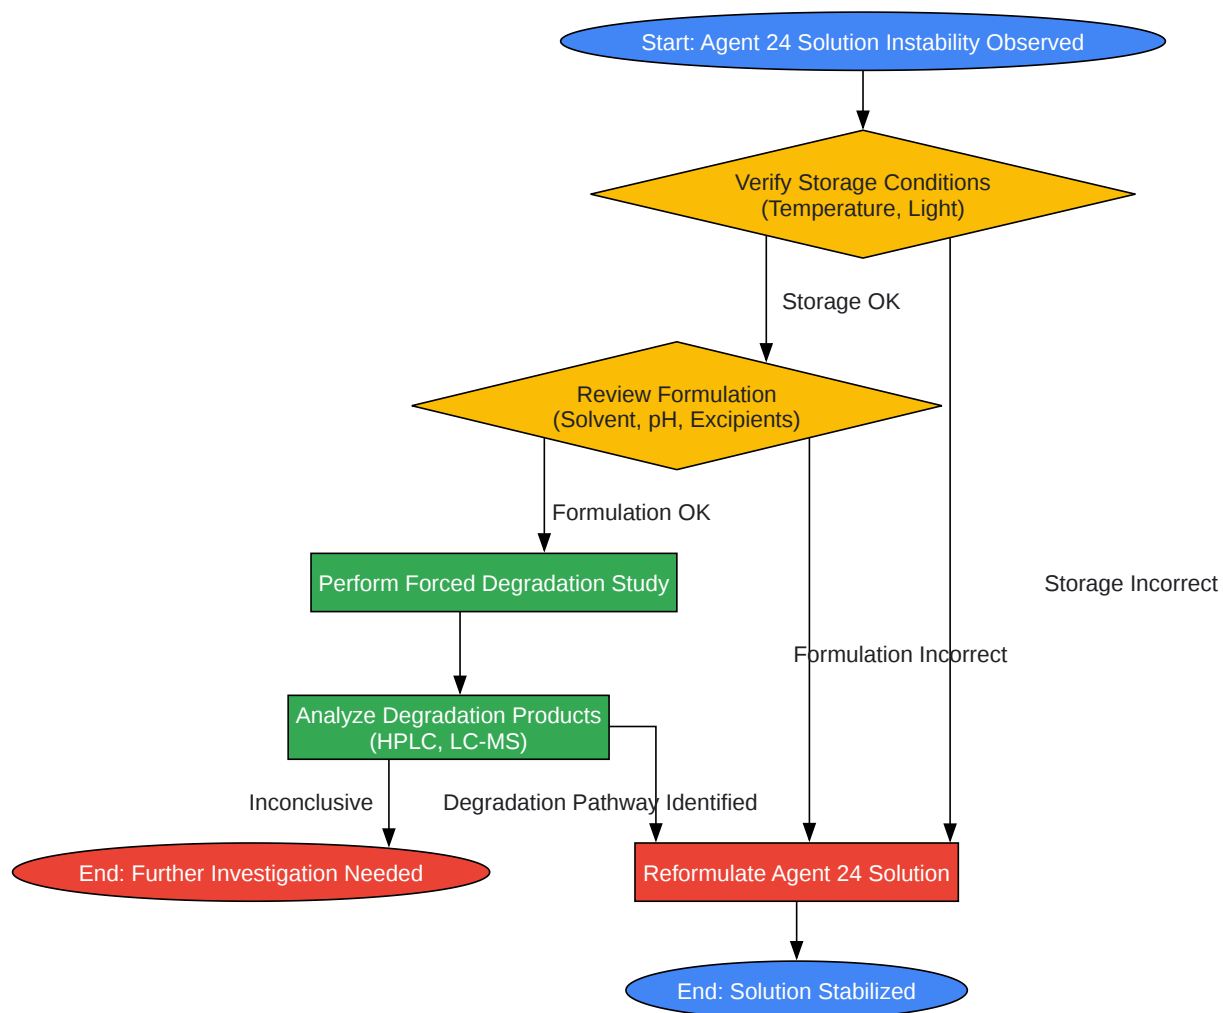 Start: Agent 24 Solution Instability Observed
Verify Storage Conditions
(Temperature, Light)
Storage OK
Review Formulation
(Solvent, pH, Excipients)
Formulation OK
Perform Forced Degradation Study
Storage Incorrect
Formulation Incorrect
Analyze Degradation Products
(HPLC, LC-MS)
Inconclusive
Degradation Pathway Identified
End: Further Investigation Needed
Reformulate Agent 24 Solution
End: Solution Stabilized